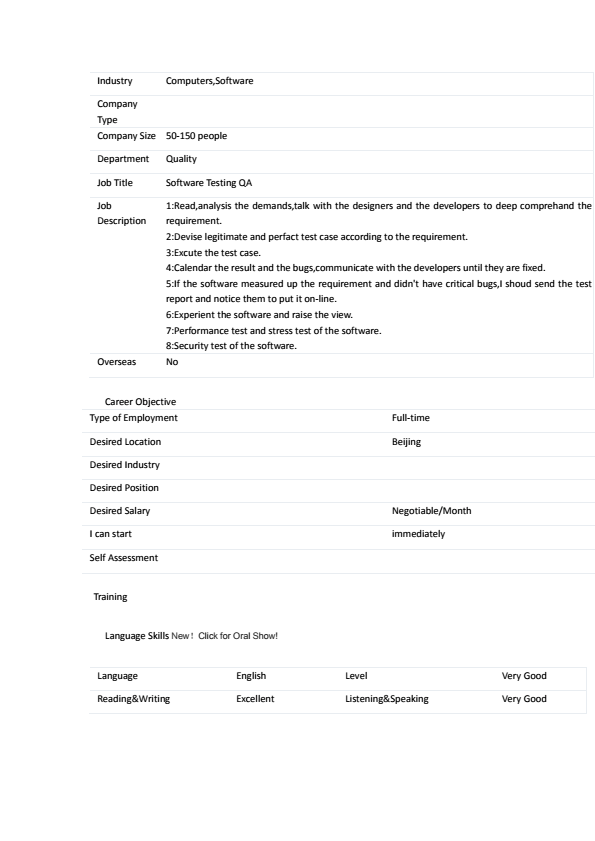 Industry Computers,Software
Company
Type
Company Size 50-150 people
Department Quality
Job Title Software Testing QA
Job 1:Read,analysis the demands,talk with the designers and the developers to deep comprehend the
Description requirement.
2:Devise legitimate and perfact test case according to the requirement.
3:Excute the test case.
4:Calendar the result and the bugs,communicate with the developers until they are fixed.
5:If the software measured up the requirement and didn't have critical bugs,I shoud send the test
report and notice them to put it on-line.
6:Experient the software and raise the view.
7:Performance test and stress test of the software.
8:Security test of the software.
Overseas No
Career Objective
Type of Employment Full-time
Desired Location Beijing
Desired Industry
Desired Position
Desired Salary Negotiable/Month
I can start immediately
Self Assessment
Training
Language Skills New！Click for Oral Show!
Language English Level Very Good
Reading&Writing Excellent Listening&Speaking Very Good